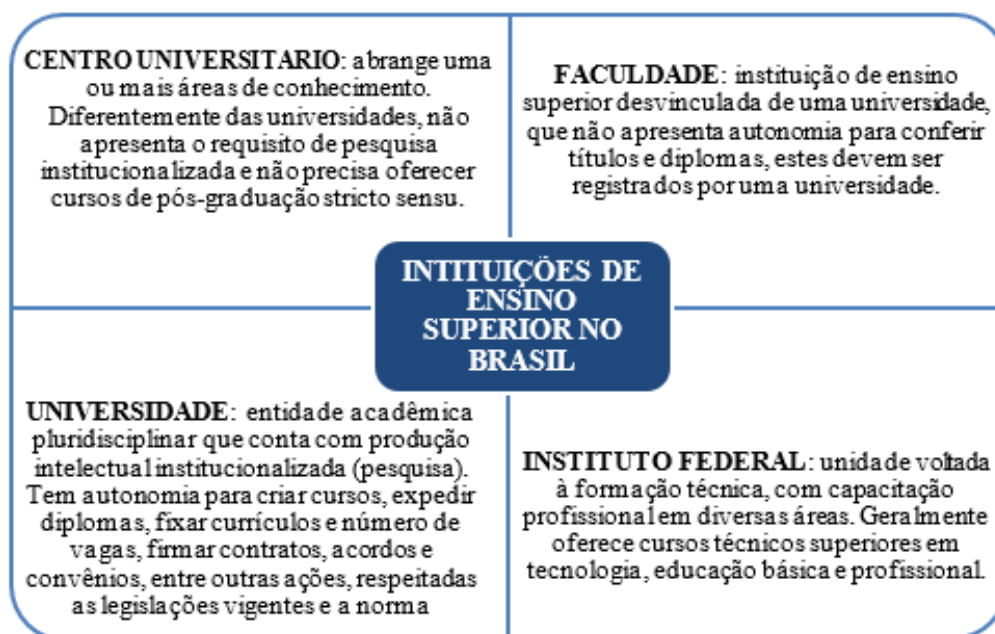 CENTRO UNIVERSITARIO: abrange uma
ou mais áreas de conhecimento.
Diferentemente das universidades, não
apresenta o requisito de pesquisa
institucionalizada e não precisa oferecer
cursos de pós-graduação stricto sensu.
FACULDADE: instituição de ensino
superior desvinculada de uma universidade,
que não apresenta autonomia para conferir
títulos e diplomas, estes devem ser
registrados por uma universidade.
INTITUIÇÕES DE
ENSINO
SUPERIOR NO
BRASIL
UNIVERSIDADE: entidade acadêmica
pluridisciplinar que conta com produção
intelectual institucionalizada (pesquisa).
Tem autonomia para criar cursos, expedir
diplomas, fixar currículos e número de
vagas, firmar contratos, acordos e
convênios, entre outras ações, respeitadas
as legislações vigentes e a norma
INSTITUTO FEDERAL: unidade voltada
à formação técnica, com capacitação
profissional em diversas áreas. Geralmente
oferece cursos técnicos superiores em
tecnologia, educação básica e profissional.